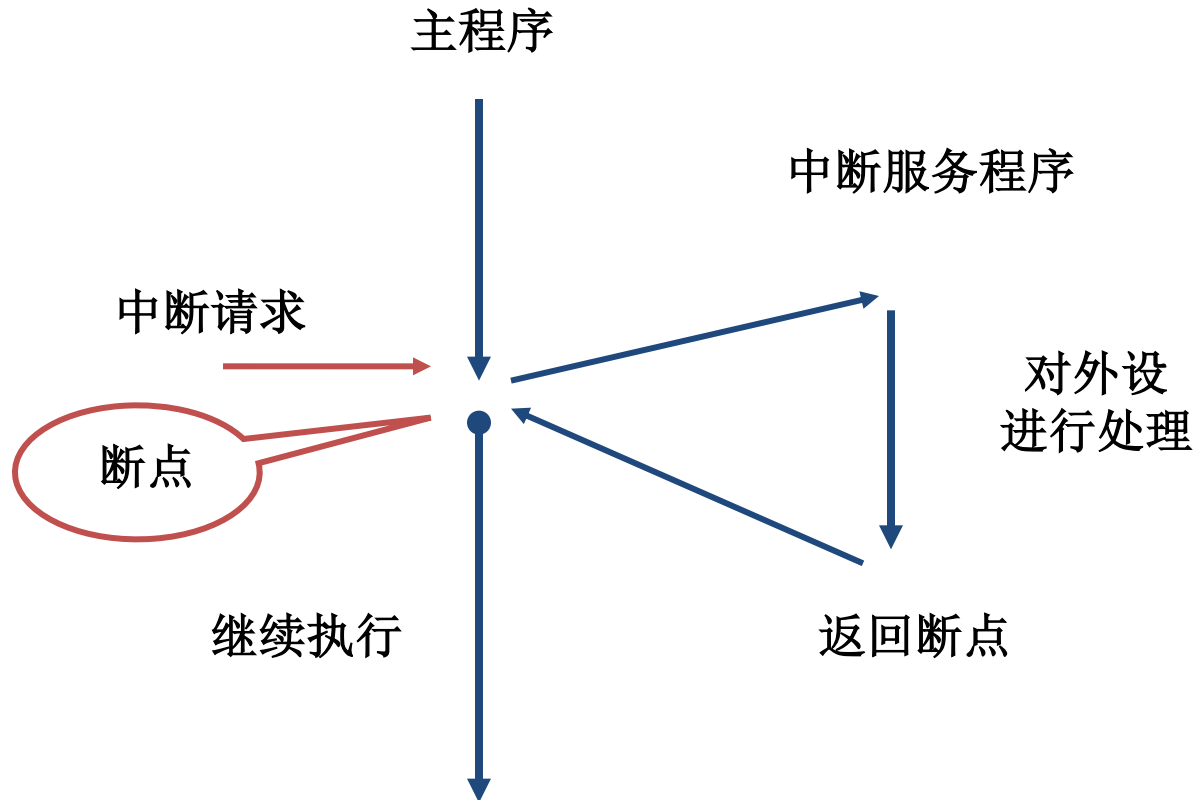 主程序
中断服务程序
中断请求
对外设
进行处理
断点
继续执行
返回断点